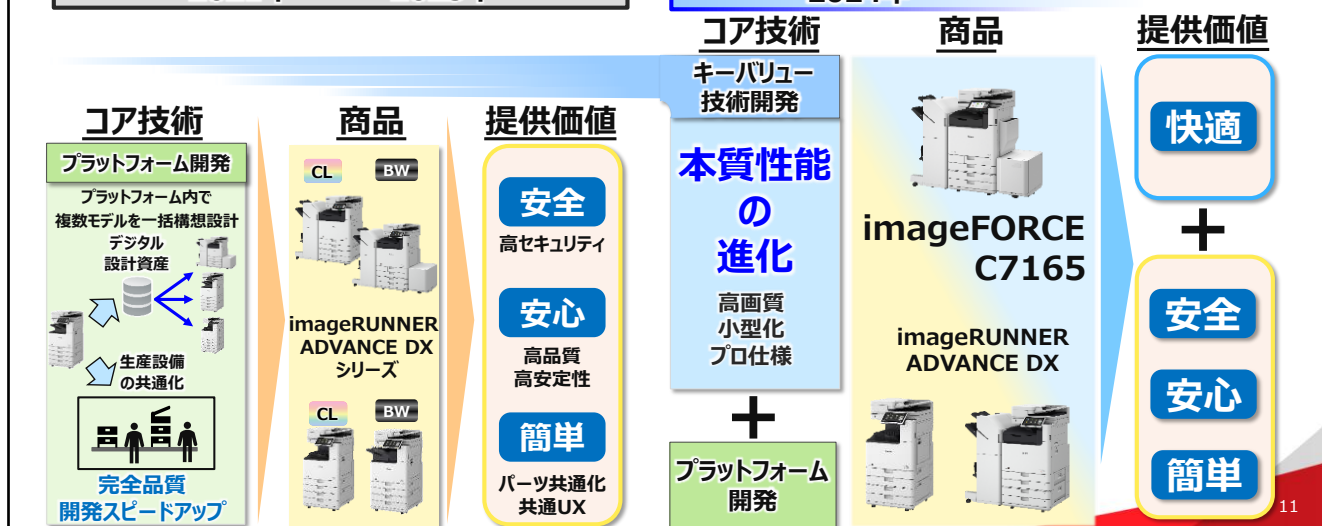 コア技術
商品
提供価値
プラットフォーム開発
プラットフォーム内で
複数モデルを一括構想設計
デジタル
設計資産
生産設備
の共通化
完全品質
開発スピードアップ
CL
BW
imageRUNNER
ADVANCE DX
シリーズ
CL
BW
安全
高セキュリティ
安心
高品質
高安定性
簡単
パーツ共通化
共通UX
コア技術
商品
提供価値
キーバリュー
技術開発
本質性能
の
進化
高画質
小型化
プロ仕様
+
プラットフォーム
開発
imageFORCE
C7165
imageRUNNER
ADVANCE DX
快適
+
安全
安心
簡単
11